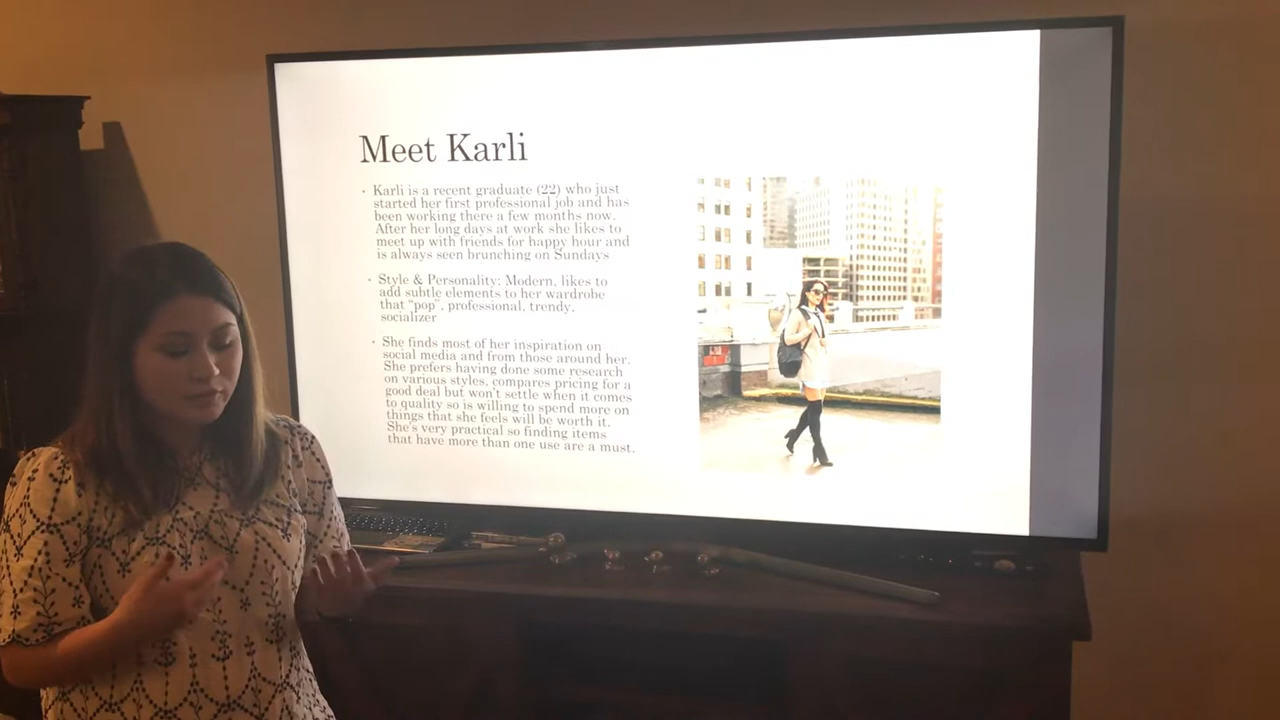 Meet Karli
• Karli is a recent graduate (22) who just
started her first professional job and has
been working there a few months now.
After her long days at work she likes to
meet up with friends for happy hour and
is always seen brunching on Sundays
• Style & Personality: Modern, likes to
add subtle elements to her wardrobe
that "pop", professional, trendy,
socializer
• She finds most of her inspiration on
social media and from those around her.
She prefers having done some research
on various styles, compares pricing for a
good deal but won't settle when it comes
to quality so is willing to spend more on
things that she feels will be worth it.
She's very practical so finding items
that have more than one use are a must.